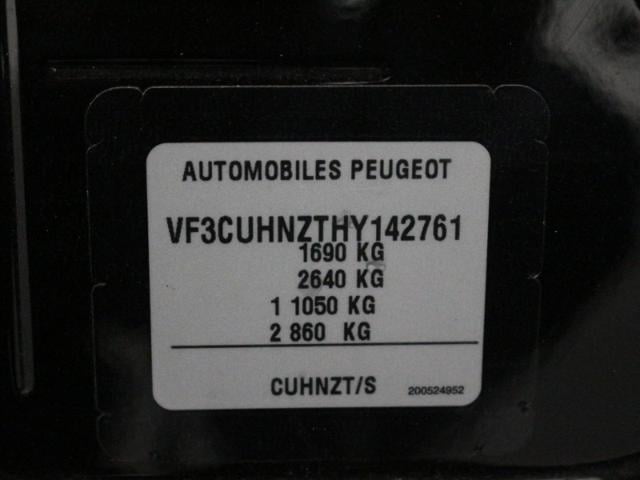 AUTOMOBILES PEUGEOT
VF3CUHNZTHY142761
1690 KG
2640 KG
1 1050 KG
2 860 KG
CUHNZT/S 200524952